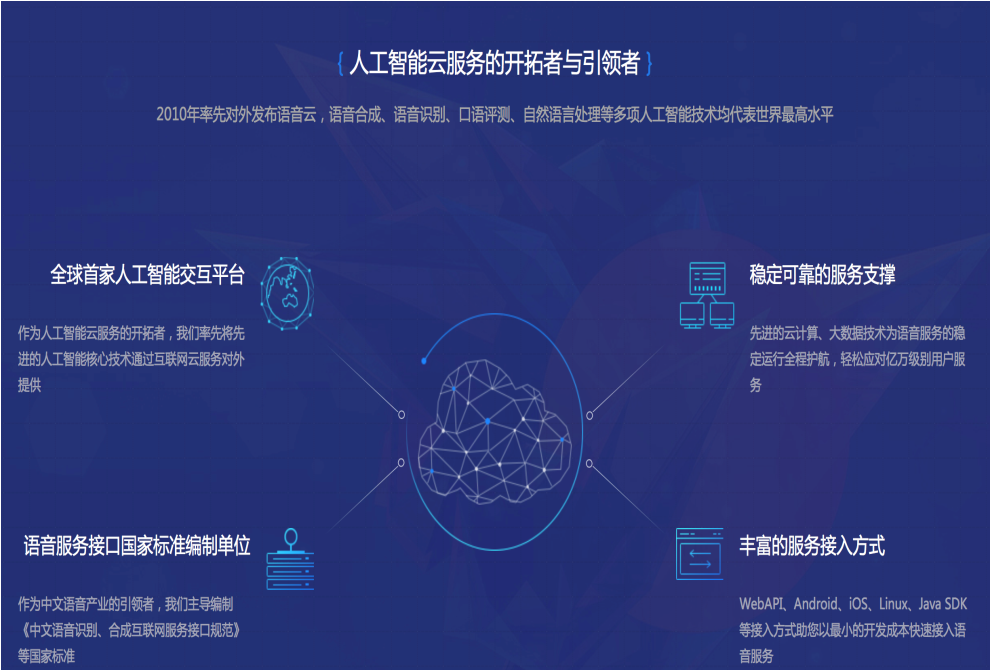 { 人工智能云服务的开拓者与引领者 }
2010年率先对外发布语音云，语音合成、语音识别、口语评测、自然语言处理等多项人工智能技术均代表世界最高水平
全球首家人工智能交互平台
作为人工智能云服务的开拓者，我们率先将先
进的人工智能核心技术通过互联网云服务对外
提供
稳定可靠的服务支撑
先进的云计算、大数据技术为语音服务的稳
定运行全程护航，轻松应对亿万级别用户服
务
语音服务接口国家标准编制单位
作为中文语音产业的引领者，我们主导编制
《中文语音识别、合成互联网服务接口规范》
等国家标准
丰富的服务接入方式
WebAPI、Android、iOS、Linux、Java SDK
等接入方式助您以最小的开发成本快速接入语
音服务